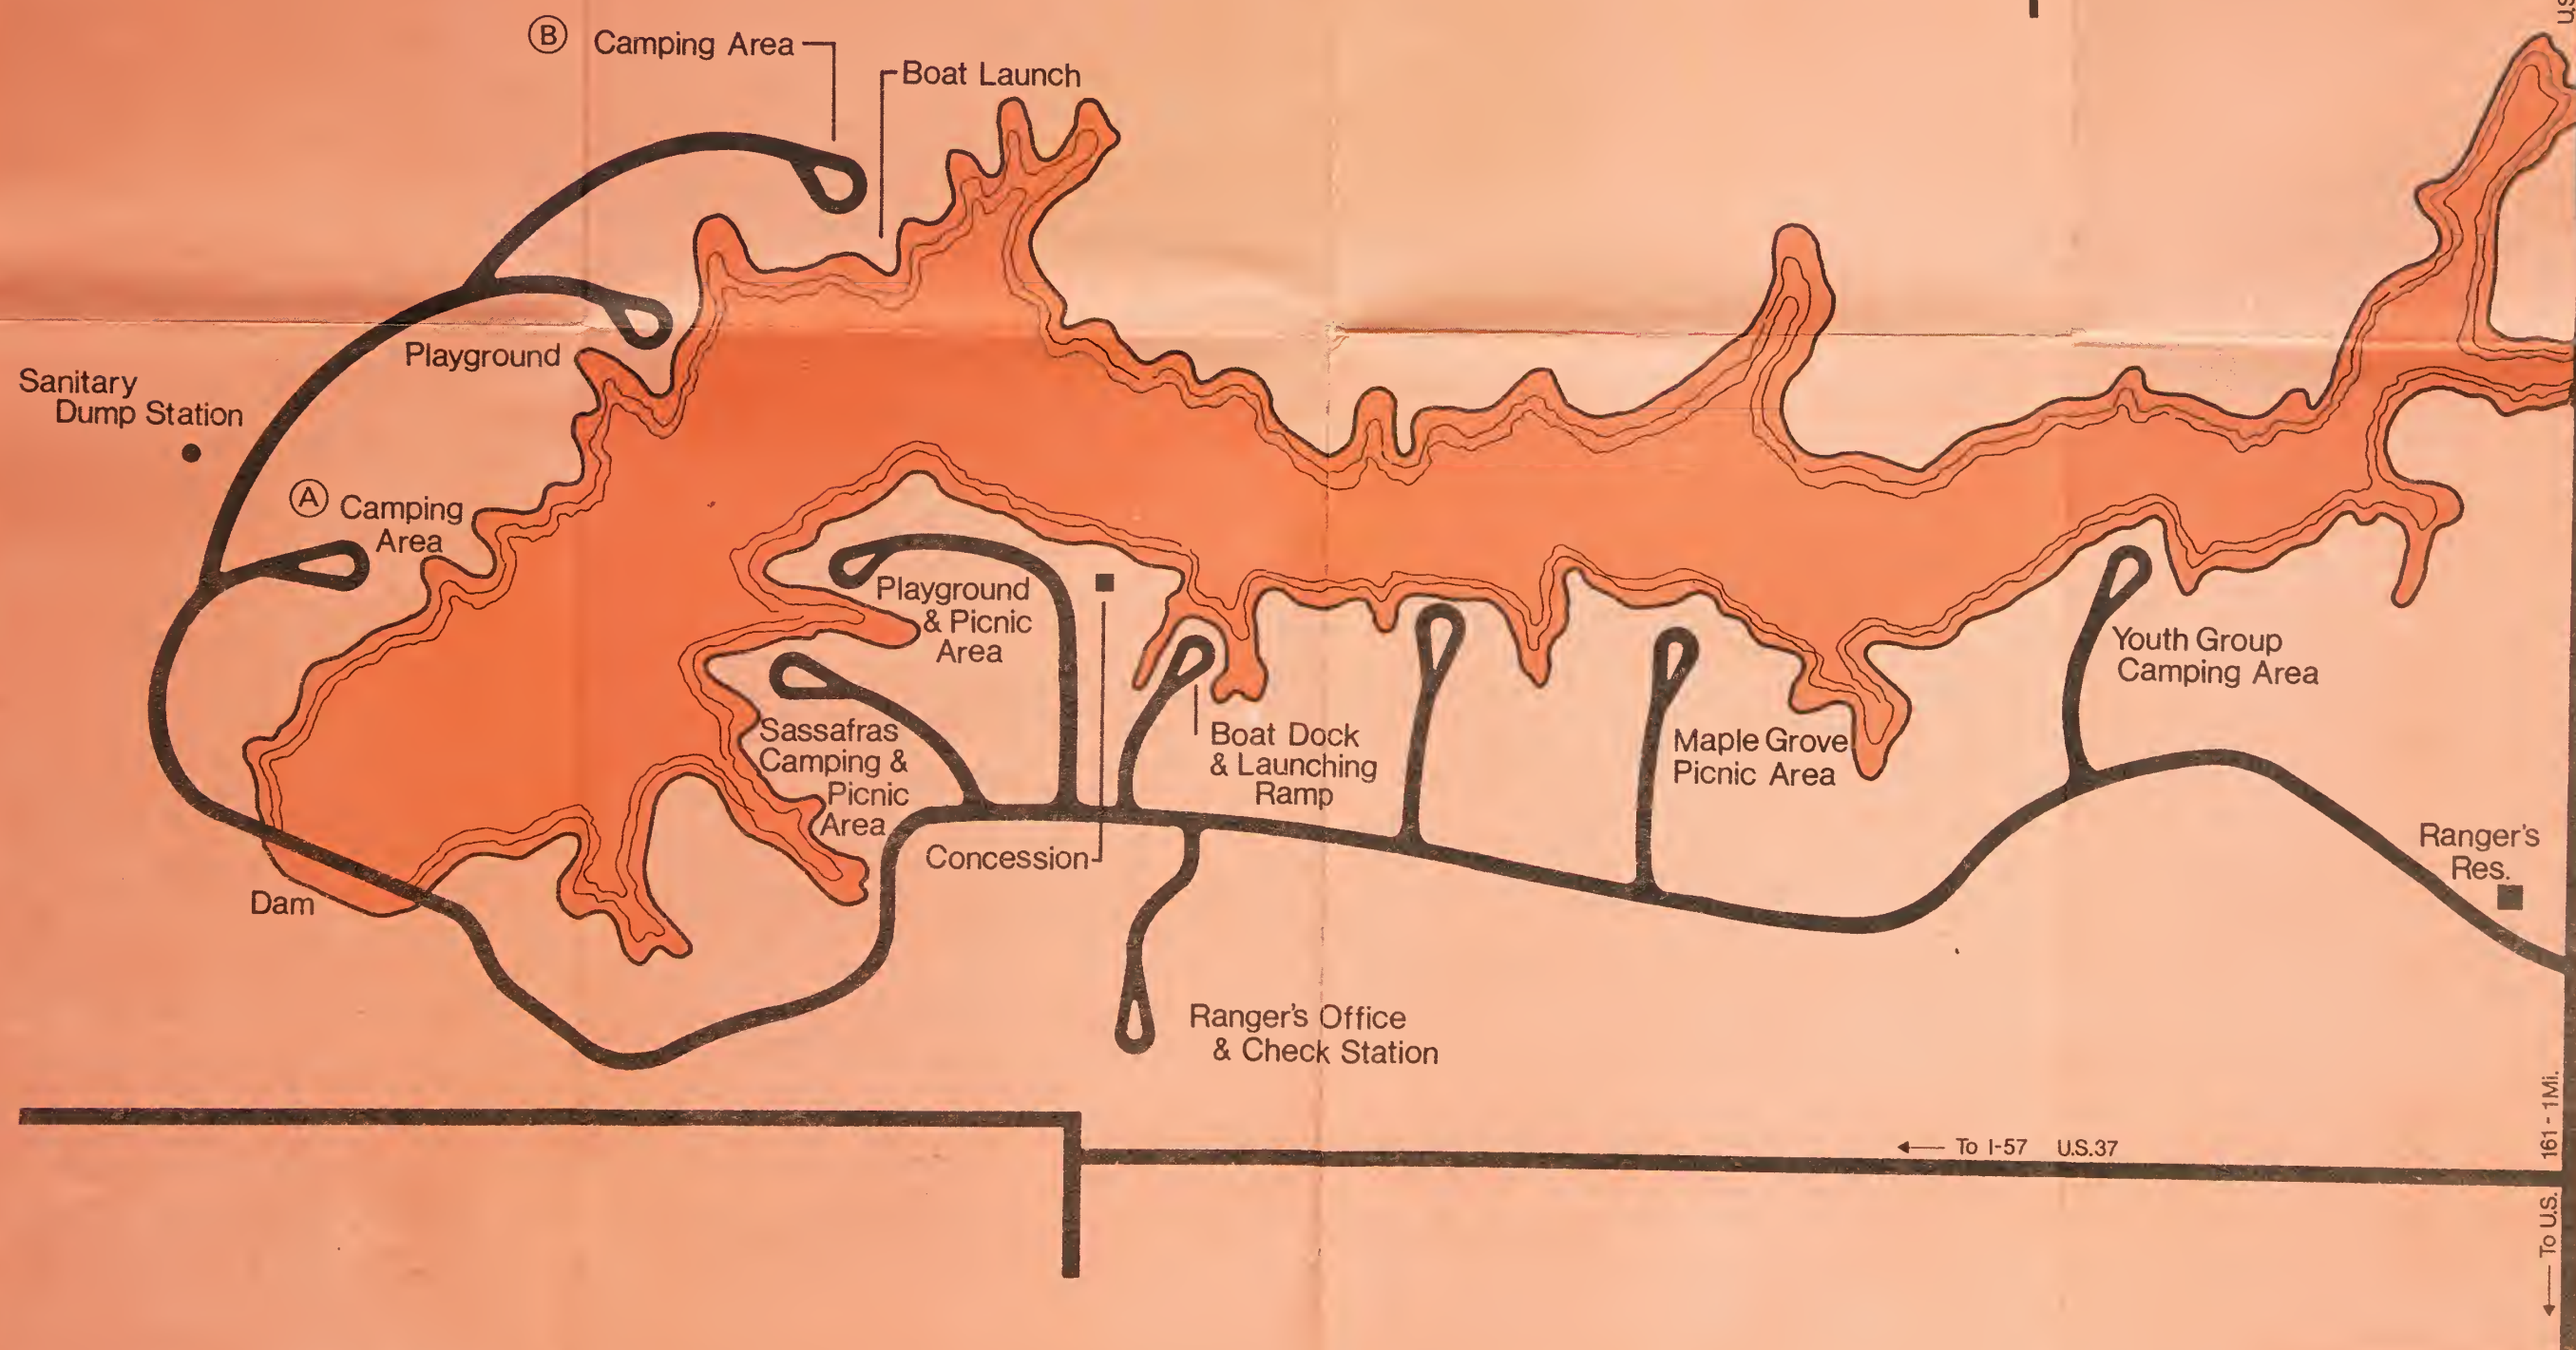 B Camping Area
Boat Launch
Playground
Sanitary
Dump Station
A Camping
Area
Playground
& Picnic
Area
Sassafras
Camping &
Picnic
Area
Boat Dock
& Launching
Ramp
Maple Grove
Picnic Area
Youth Group
Camping Area
Concession
Dam
Ranger's
Res.
Ranger's Office
& Check Station
To I-57 U.S.37
161-1Mi.
To U.S.